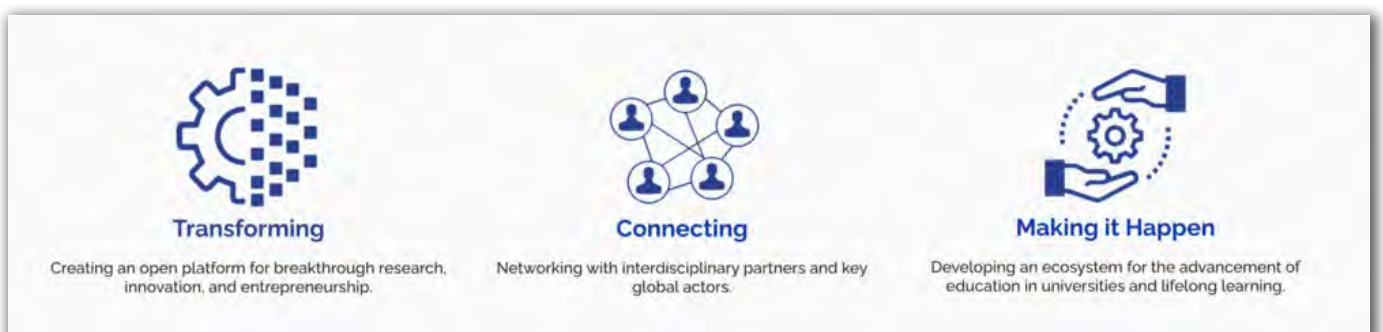 Transforming
Creating an open platform for breakthrough research,
innovation, and entrepreneurship.
Connecting
Networking with interdisciplinary partners and key
global actors.
Making it Happen
Developing an ecosystem for the advancement of
education in universities and lifelong learning.